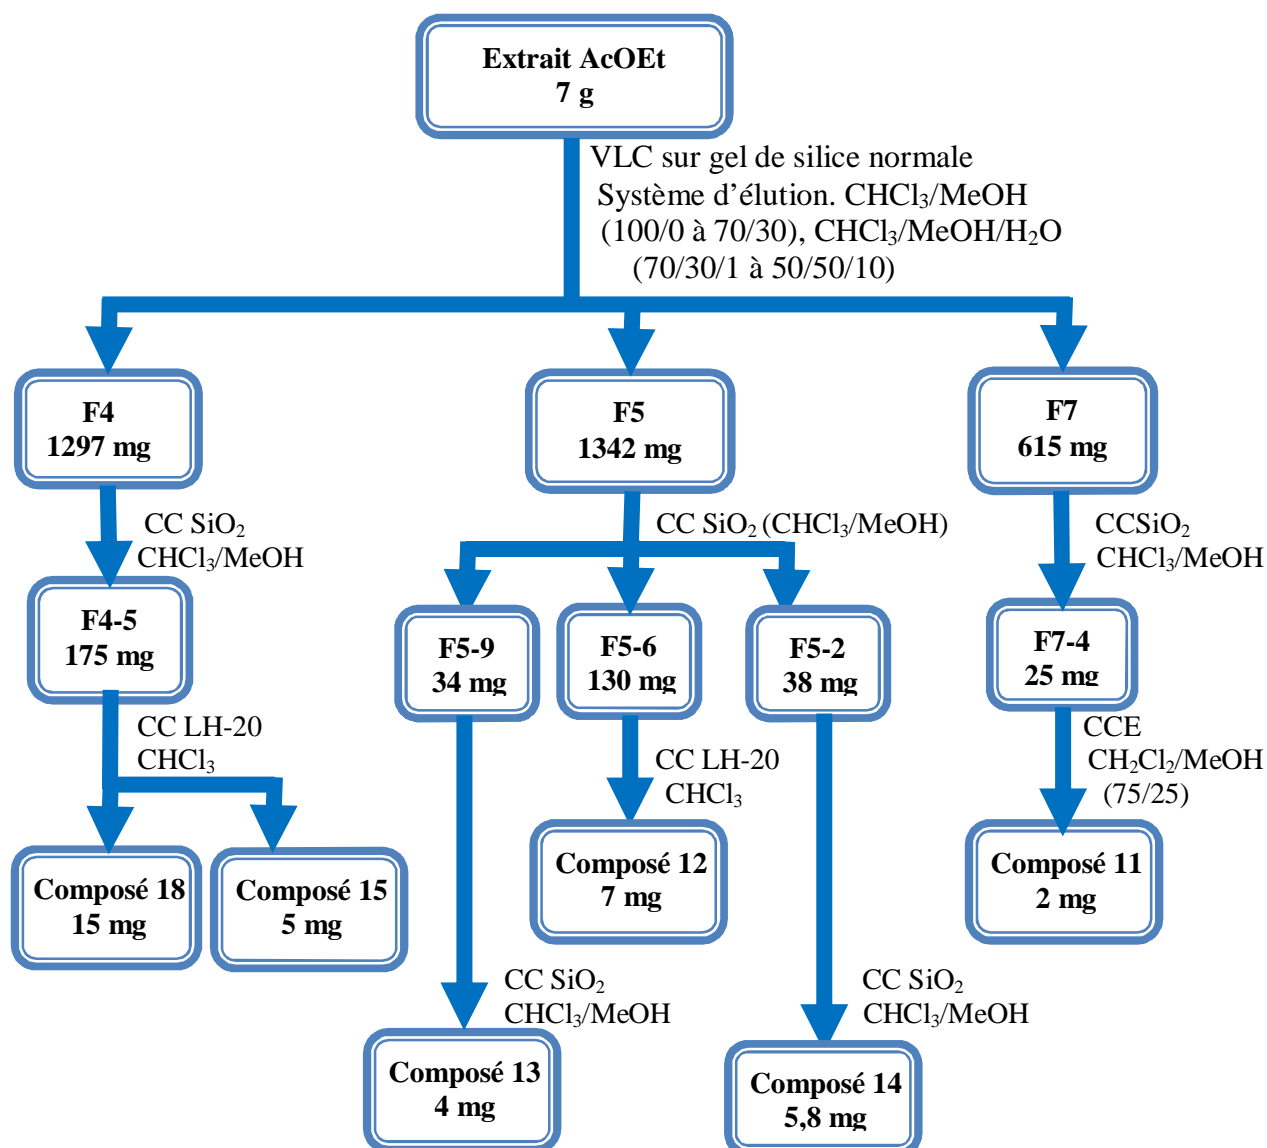 Extrait AcOEt
7 g
VLC sur gel de silice normale
Système d’élution. CHCl₃/MeOH
(100/0 à 70/30), CHCl₃/MeOH/H₂O
(70/30/1 à 50/50/10)
F4
1297 mg
F5
1342 mg
F7
615 mg
CC SiO₂
CHCl₃/MeOH
CC SiO₂ (CHCl₃/MeOH)
CCSiO₂
CHCl₃/MeOH
F4-5
175 mg
F5-9
34 mg
F5-6
130 mg
F5-2
38 mg
F7-4
25 mg
CC LH-20
CHCl₃
CC LH-20
CHCl₃
CCE
CH₂Cl₂/MeOH
(75/25)
Composé 18
15 mg
Composé 15
5 mg
Composé 12
7 mg
Composé 11
2 mg
CC SiO₂
CHCl₃/MeOH
CC SiO₂
CHCl₃/MeOH
Composé 13
4 mg
Composé 14
5,8 mg